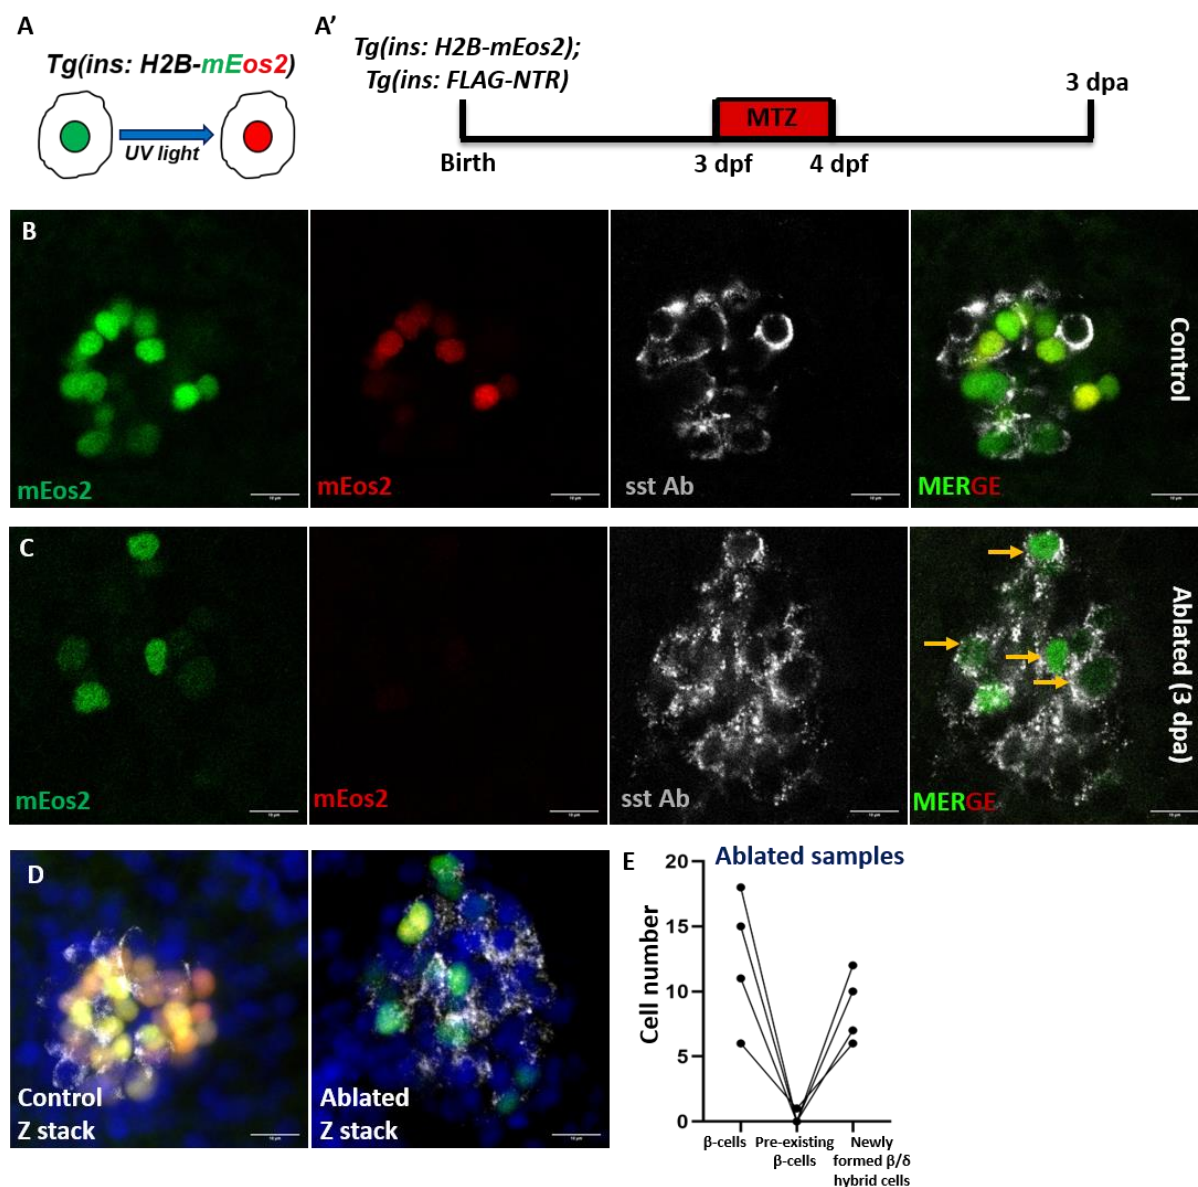 A
Tg(ins: H2B-mEos2)
UV light
A'
Tg(ins: H2B-mEos2);
Tg(ins: FLAG-NTR)
MTZ
3 dpa
Birth
3 dpf
4 dpf
B
mEos2
mEos2
sst Ab
MERGE
Control
C
mEos2
mEos2
sst Ab
MERGE
Ablated (3 dpa)
D
Control
Z stack
Ablated
Z stack
E
Ablated samples
Cell number
20
15
10
5
0
β-cells
Pre-existing
β-cells
Newly
formed β/δ
hybrid cells